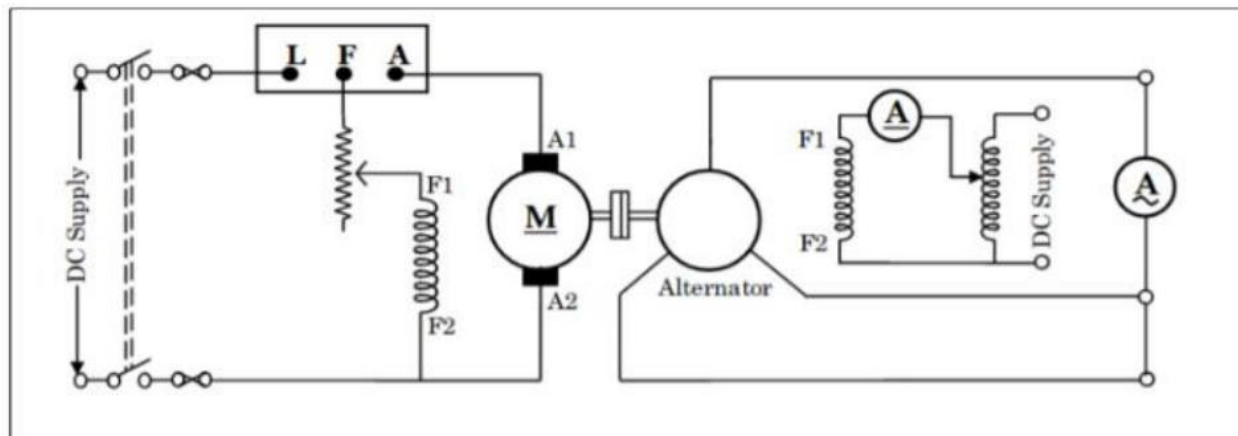 L F A
DC Supply
F1
F2
A1
M
A2
Alternator
F1
F2
A
DC Supply
A
~